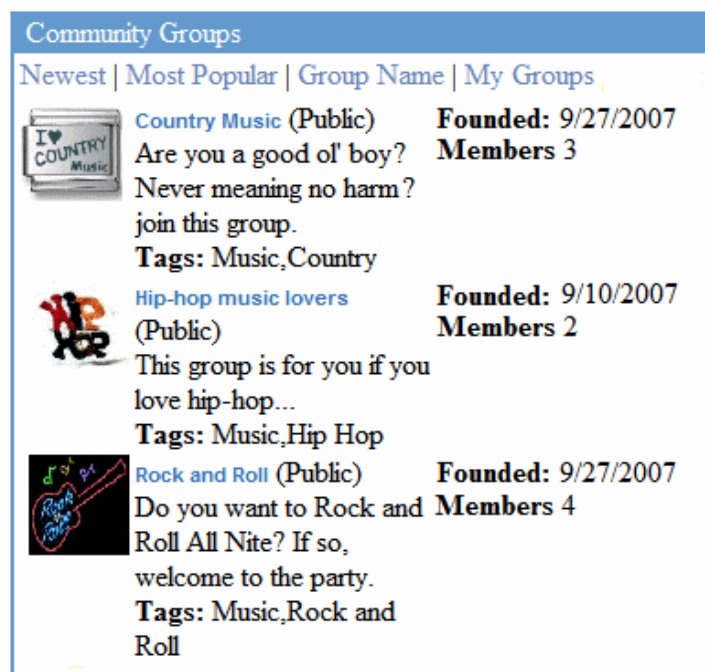 Community Groups
Newest | Most Popular | Group Name | My Groups
I ♥
COUNTRY
Music
Country Music (Public)
Are you a good ol' boy?
Never meaning no harm?
join this group.
Tags: Music,Country
Founded: 9/27/2007
Members 3
HIP
HOP
Hip-hop music lovers
(Public)
This group is for you if you
love hip-hop...
Tags: Music,Hip Hop
Founded: 9/10/2007
Members 2
Rock and Roll (Public)
Do you want to Rock and
Roll All Nite? If so,
welcome to the party.
Tags: Music,Rock and
Roll
Founded: 9/27/2007
Members 4